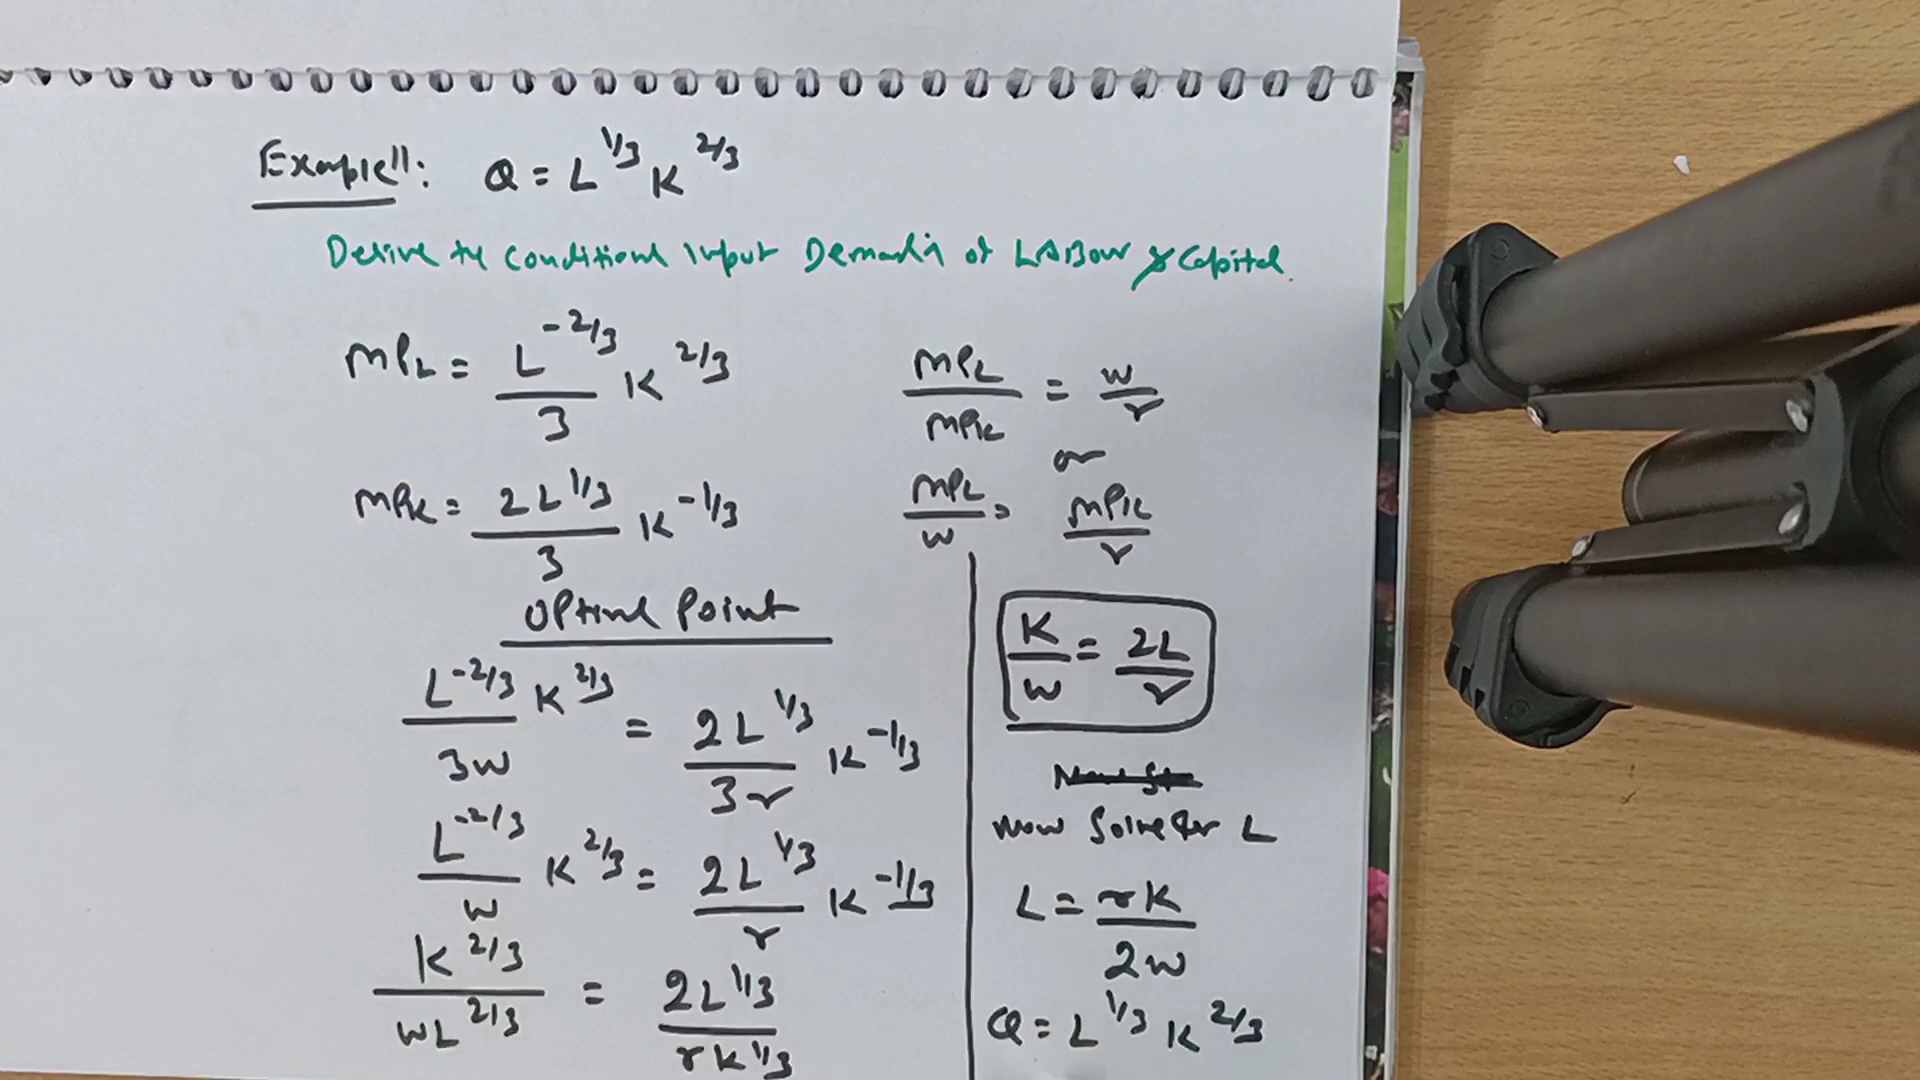 Example: Q = L^1/3 K^2/3
Derive the Conditional Input Demand of LABour & Capital.
MPL = L^-2/3 / 3 K^2/3
MPK = 2L^1/3 / 3 K^-1/3
Optimal Point
L^-2/3 / 3w K^2/3 = 2L^1/3 / 3r K^-1/3
L^-2/3 / w K^2/3 = 2L^1/3 / r K^-1/3
K^2/3 / wL^2/3 = 2L^1/3 / rK^1/3
MPL / MPK = w / r
or
MPL / w = MPK / r
K / w = 2L / r
Now Solve for L
L = rK / 2w
Q = L^1/3 K^2/3